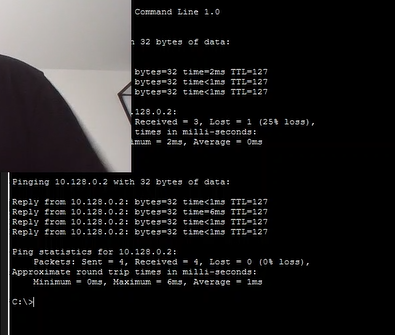 Command Line 1.0
32 bytes of data:
bytes=32 time=2ms TTL=127
bytes=32 time<1ms TTL=127
bytes=32 time<1ms TTL=127
.128.0.2:
Received = 3, Lost = 1 (25% loss),
times in milli-seconds:
imum = 2ms, Average = 0ms
Pinging 10.128.0.2 with 32 bytes of data:
Reply from 10.128.0.2: bytes=32 time<1ms TTL=127
Reply from 10.128.0.2: bytes=32 time=6ms TTL=127
Reply from 10.128.0.2: bytes=32 time<1ms TTL=127
Reply from 10.128.0.2: bytes=32 time<1ms TTL=127
Ping statistics for 10.128.0.2:
Packets: Sent = 4, Received = 4, Lost = 0 (0% loss),
Approximate round trip times in milli-seconds:
Minimum = 0ms, Maximum = 6ms, Average = 1ms
C:\>